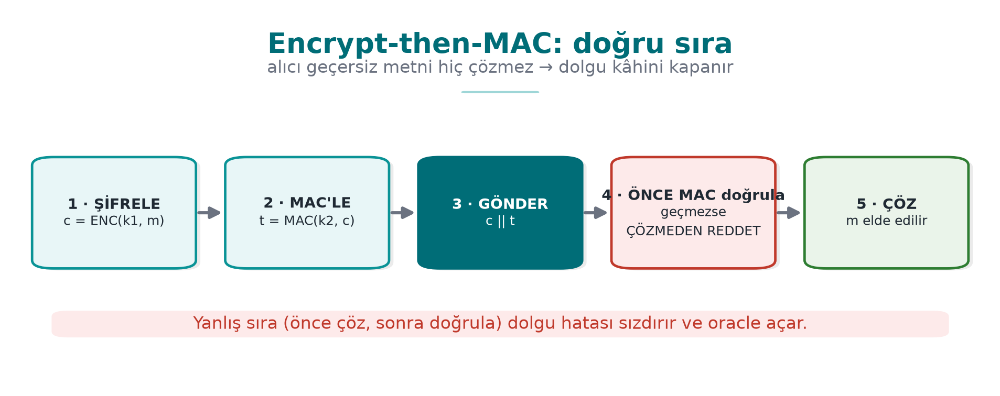 Encrypt-then-MAC: doğru sıra
alıcı geçersiz metni hiç çözmez → dolgu kâhini kapanır
1 · ŞİFRELE
c = ENC(k1, m)
2 · MAC'LE
t = MAC(k2, c)
3 · GÖNDER
c || t
4 · ÖNCE MAC doğrula
geçmezse
ÇÖZMEDEN REDDET
5 · ÇÖZ
m elde edilir
Yanlış sıra (önce çöz, sonra doğrula) dolgu hatası sızdırır ve oracle açar.